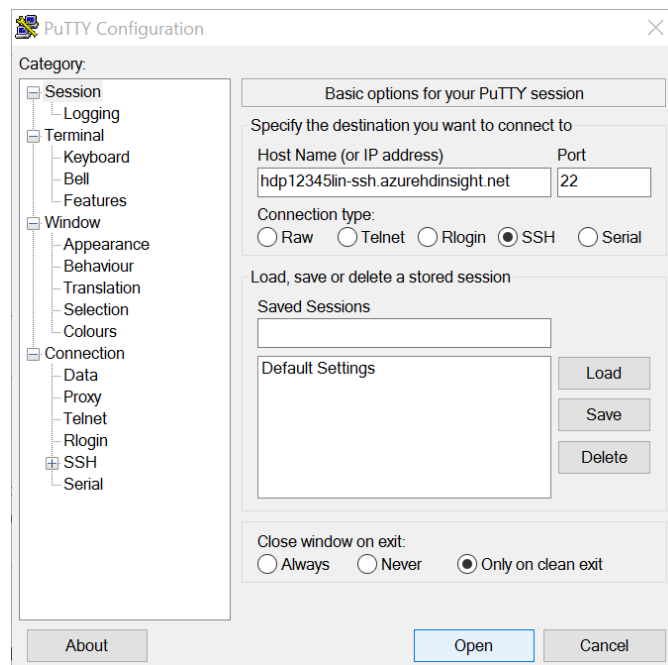 PuTTY Configuration
Category:
Session
Logging
Terminal
Keyboard
Bell
Features
Window
Appearance
Behaviour
Translation
Selection
Colours
Connection
Data
Proxy
Telnet
Rlogin
SSH
Serial
Basic options for your PuTTY session
Specify the destination you want to connect to
Host Name (or IP address) Port
hdp12345lin-ssh.azurehdinsight.net 22
Connection type:
Raw Telnet Rlogin SSH Serial
Load, save or delete a stored session
Saved Sessions
Default Settings
Load
Save
Delete
Close window on exit:
Always Never Only on clean exit
About Open Cancel